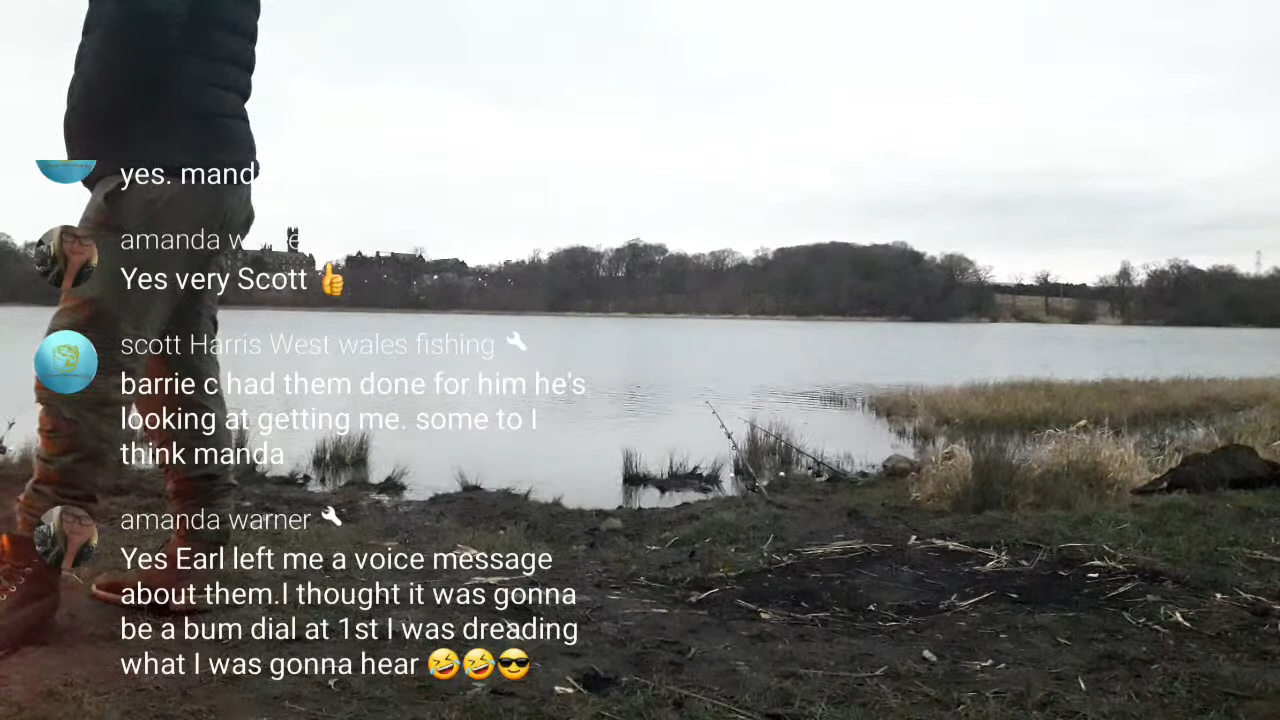 yes. mand
amanda
Yes very Scott 👍
scott Harris West wales fishing
barrie c had them done for him he's
looking at getting me. some to I
think manda
amanda warner
Yes Earl left me a voice message
about them.I thought it was gonna
be a bum dial at 1st I was dreading
what I was gonna hear 🤣🤣😎